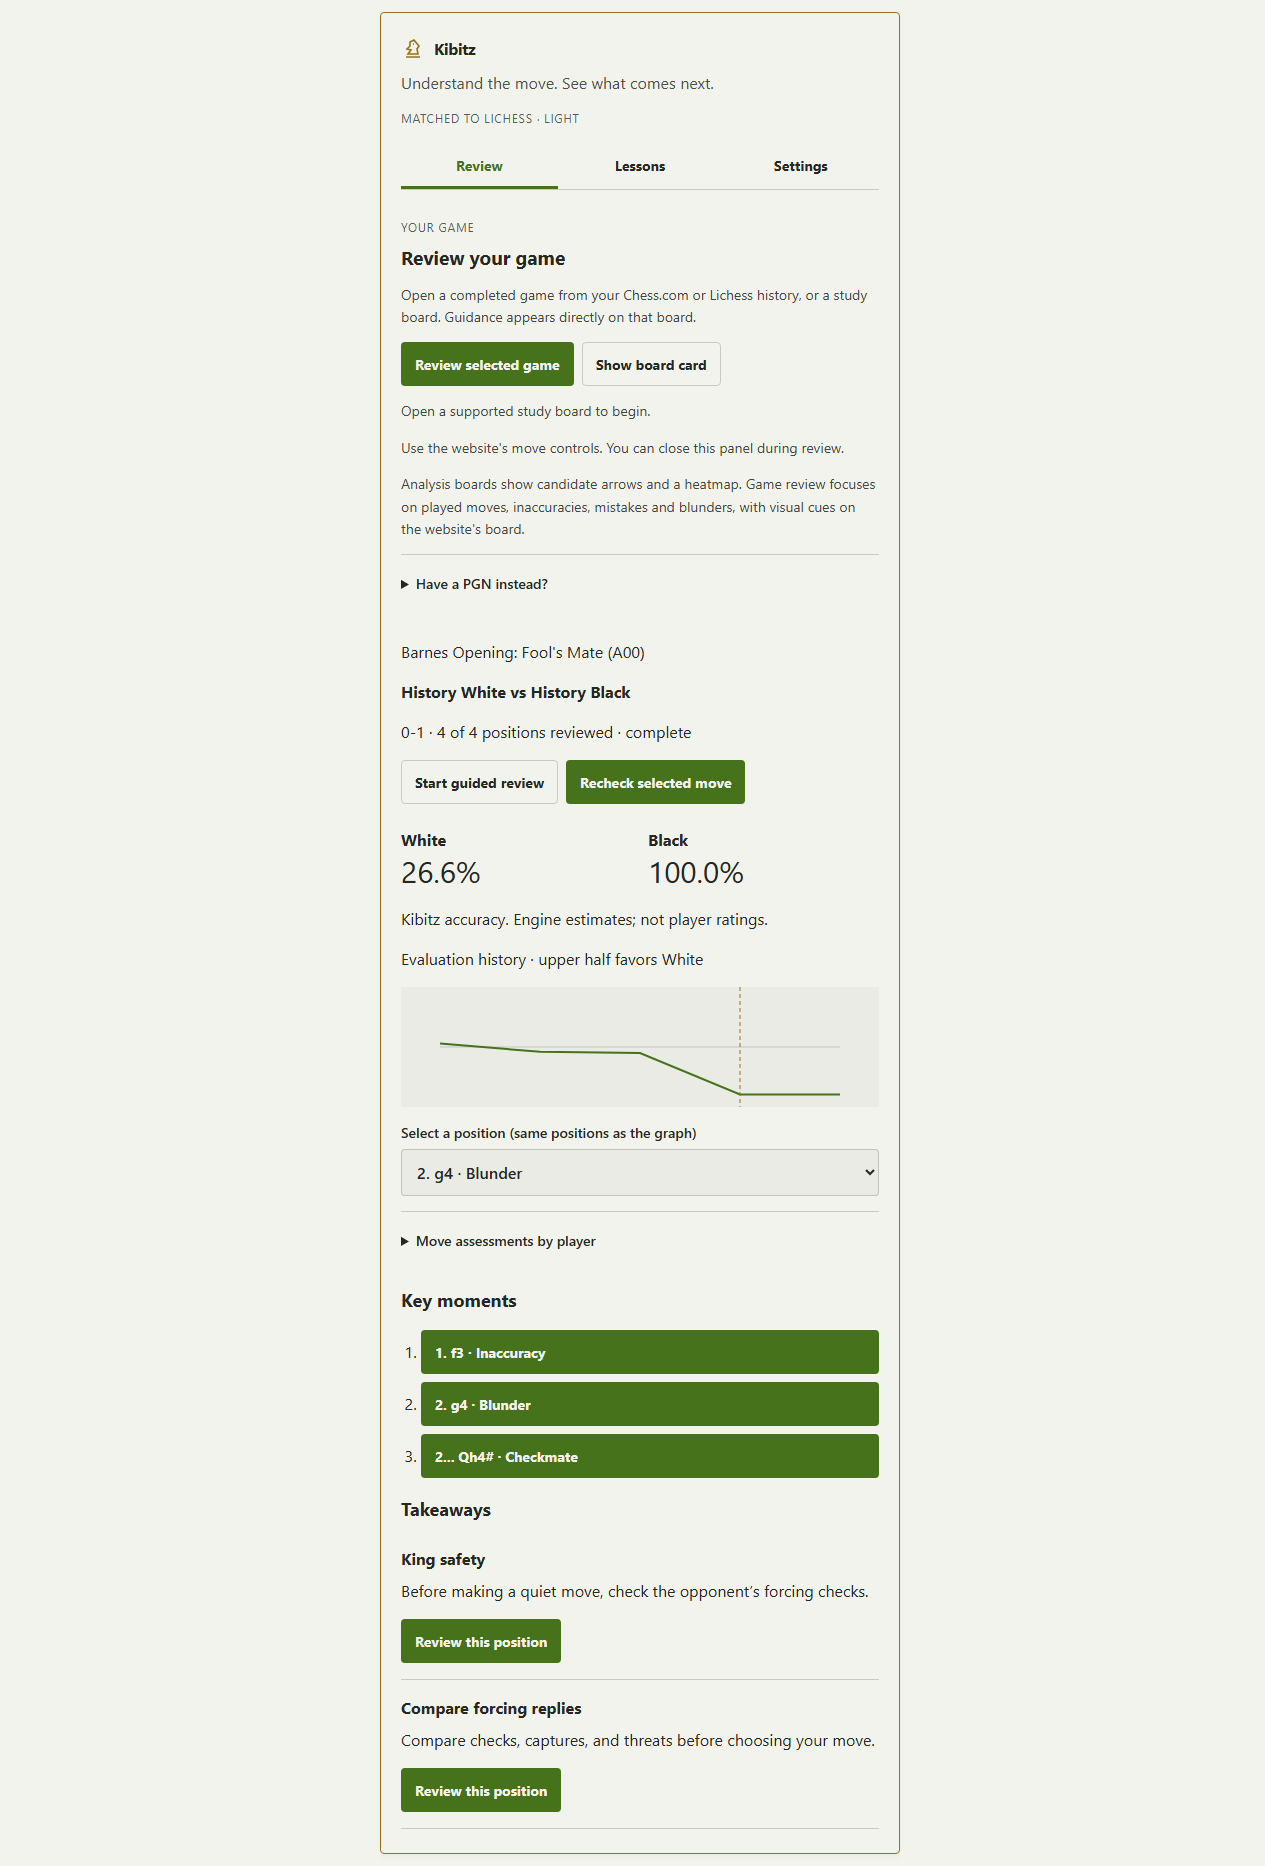 Kibitz
Understand the move. See what comes next.
MATCHED TO LICHESS · LIGHT
Review
Lessons
Settings
YOUR GAME
Review your game
Open a completed game from your Chess.com or Lichess history, or a study
board. Guidance appears directly on that board.
Review selected game
Show board card
Open a supported study board to begin.
Use the website's move controls. You can close this panel during review.
Analysis boards show candidate arrows and a heatmap. Game review focuses
on played moves, inaccuracies, mistakes and blunders, with visual cues on
the website's board.
Have a PGN instead?
Barnes Opening: Fool's Mate (A00)
History White vs History Black
0-1 · 4 of 4 positions reviewed · complete
Start guided review
Recheck selected move
White
Black
26.6%
100.0%
Kibitz accuracy. Engine estimates; not player ratings.
Evaluation history · upper half favors White
Select a position (same positions as the graph)
2. g4 · Blunder
Move assessments by player
Key moments
1. 1. f3 · Inaccuracy
2. 2. g4 · Blunder
3. 2... Qh4# · Checkmate
Takeaways
King safety
Before making a quiet move, check the opponent’s forcing checks.
Review this position
Compare forcing replies
Compare checks, captures, and threats before choosing your move.
Review this position